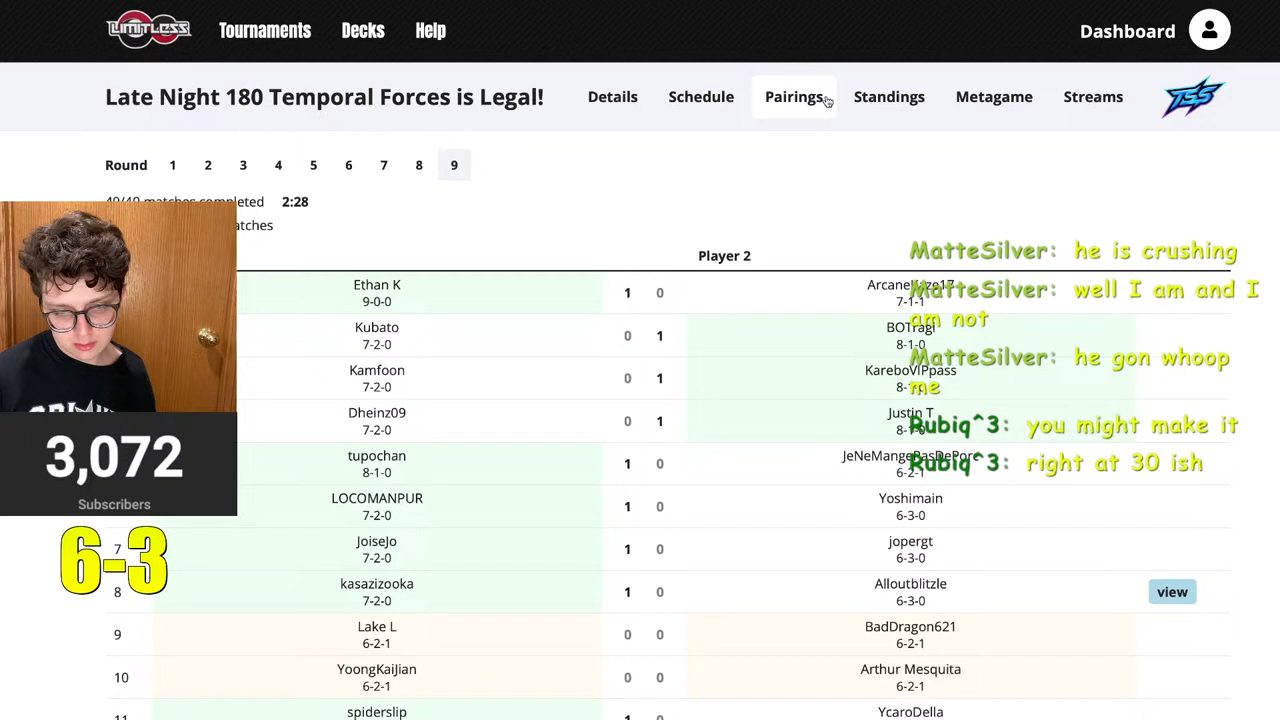 LIMITLESS
Tournaments
Decks
Help
Dashboard
Late Night 180 Temporal Forces is Legal!
Details
Schedule
Pairings
Standings
Metagame
Streams
TSS
Round 1 2 3 4 5 6 7 8 9
matches completed 2:28
Player 2
Ethan K
9-0-0
1 0
7-1-1
Kubato
7-2-0
0 1
BOTragi
8-1-0
Kamfoon
7-2-0
0 1
KareboVIPpass
Dheinz09
7-2-0
0 1
Justin T
tupochan
8-1-0
1 0
LOCOMANPUR
7-2-0
1 0
Yoshimain
6-3-0
7
JoiseJo
7-2-0
1 0
jopergt
6-3-0
8
kasazizooka
7-2-0
1 0
Alloutblitzle
6-3-0
view
9
Lake L
6-2-1
0 0
BadDragon621
6-2-1
10
YoongKaiJian
6-2-1
0 0
Arthur Mesquita
6-2-1
spiderslip
YcaroDella
MatteSilver: he is crushing
MatteSilver: well I am and I
am not
MatteSilver: he gon whoop
me
Rubiq^3: you might make it
Rubiq^3: right at 30 ish
3,072
Subscribers
6-3